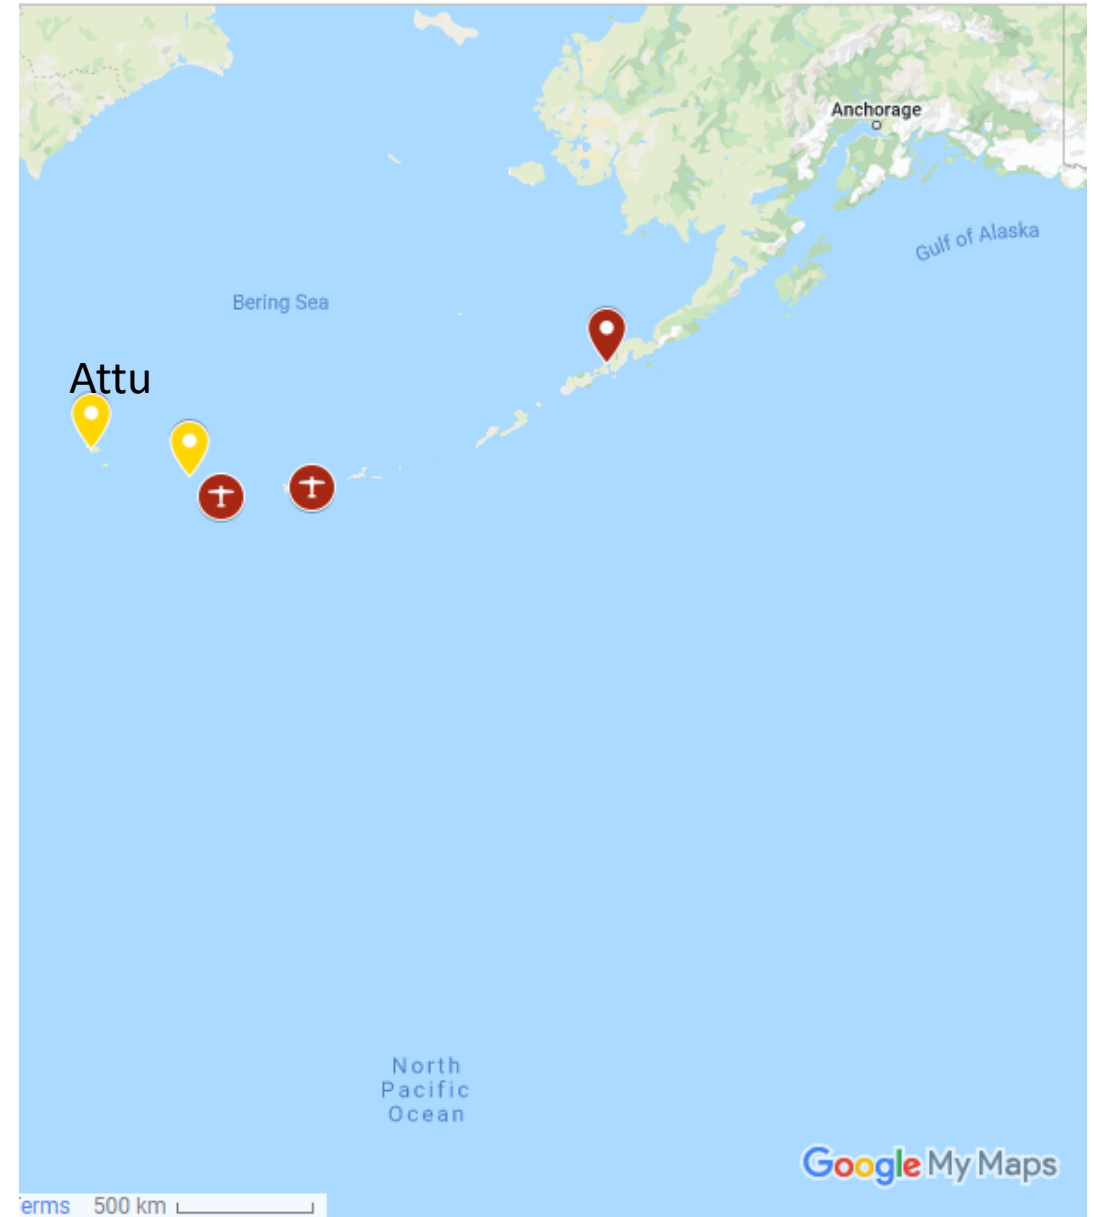 Anchorage
Gulf of Alaska
Bering Sea
Attu
North
Pacific
Ocean
Google My Maps
erms 500 km